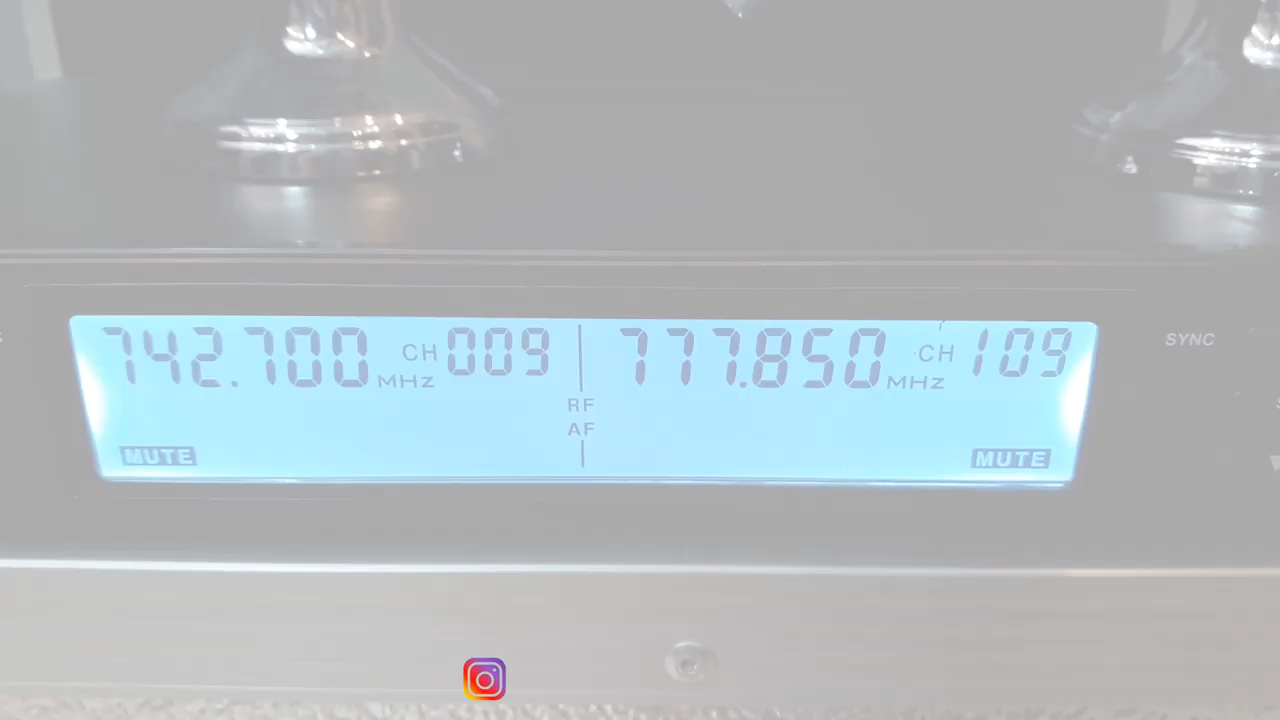 742.700 MHz CH 009 777.850 MHz CH 109
SYNC
RF
AF
MUTE MUTE